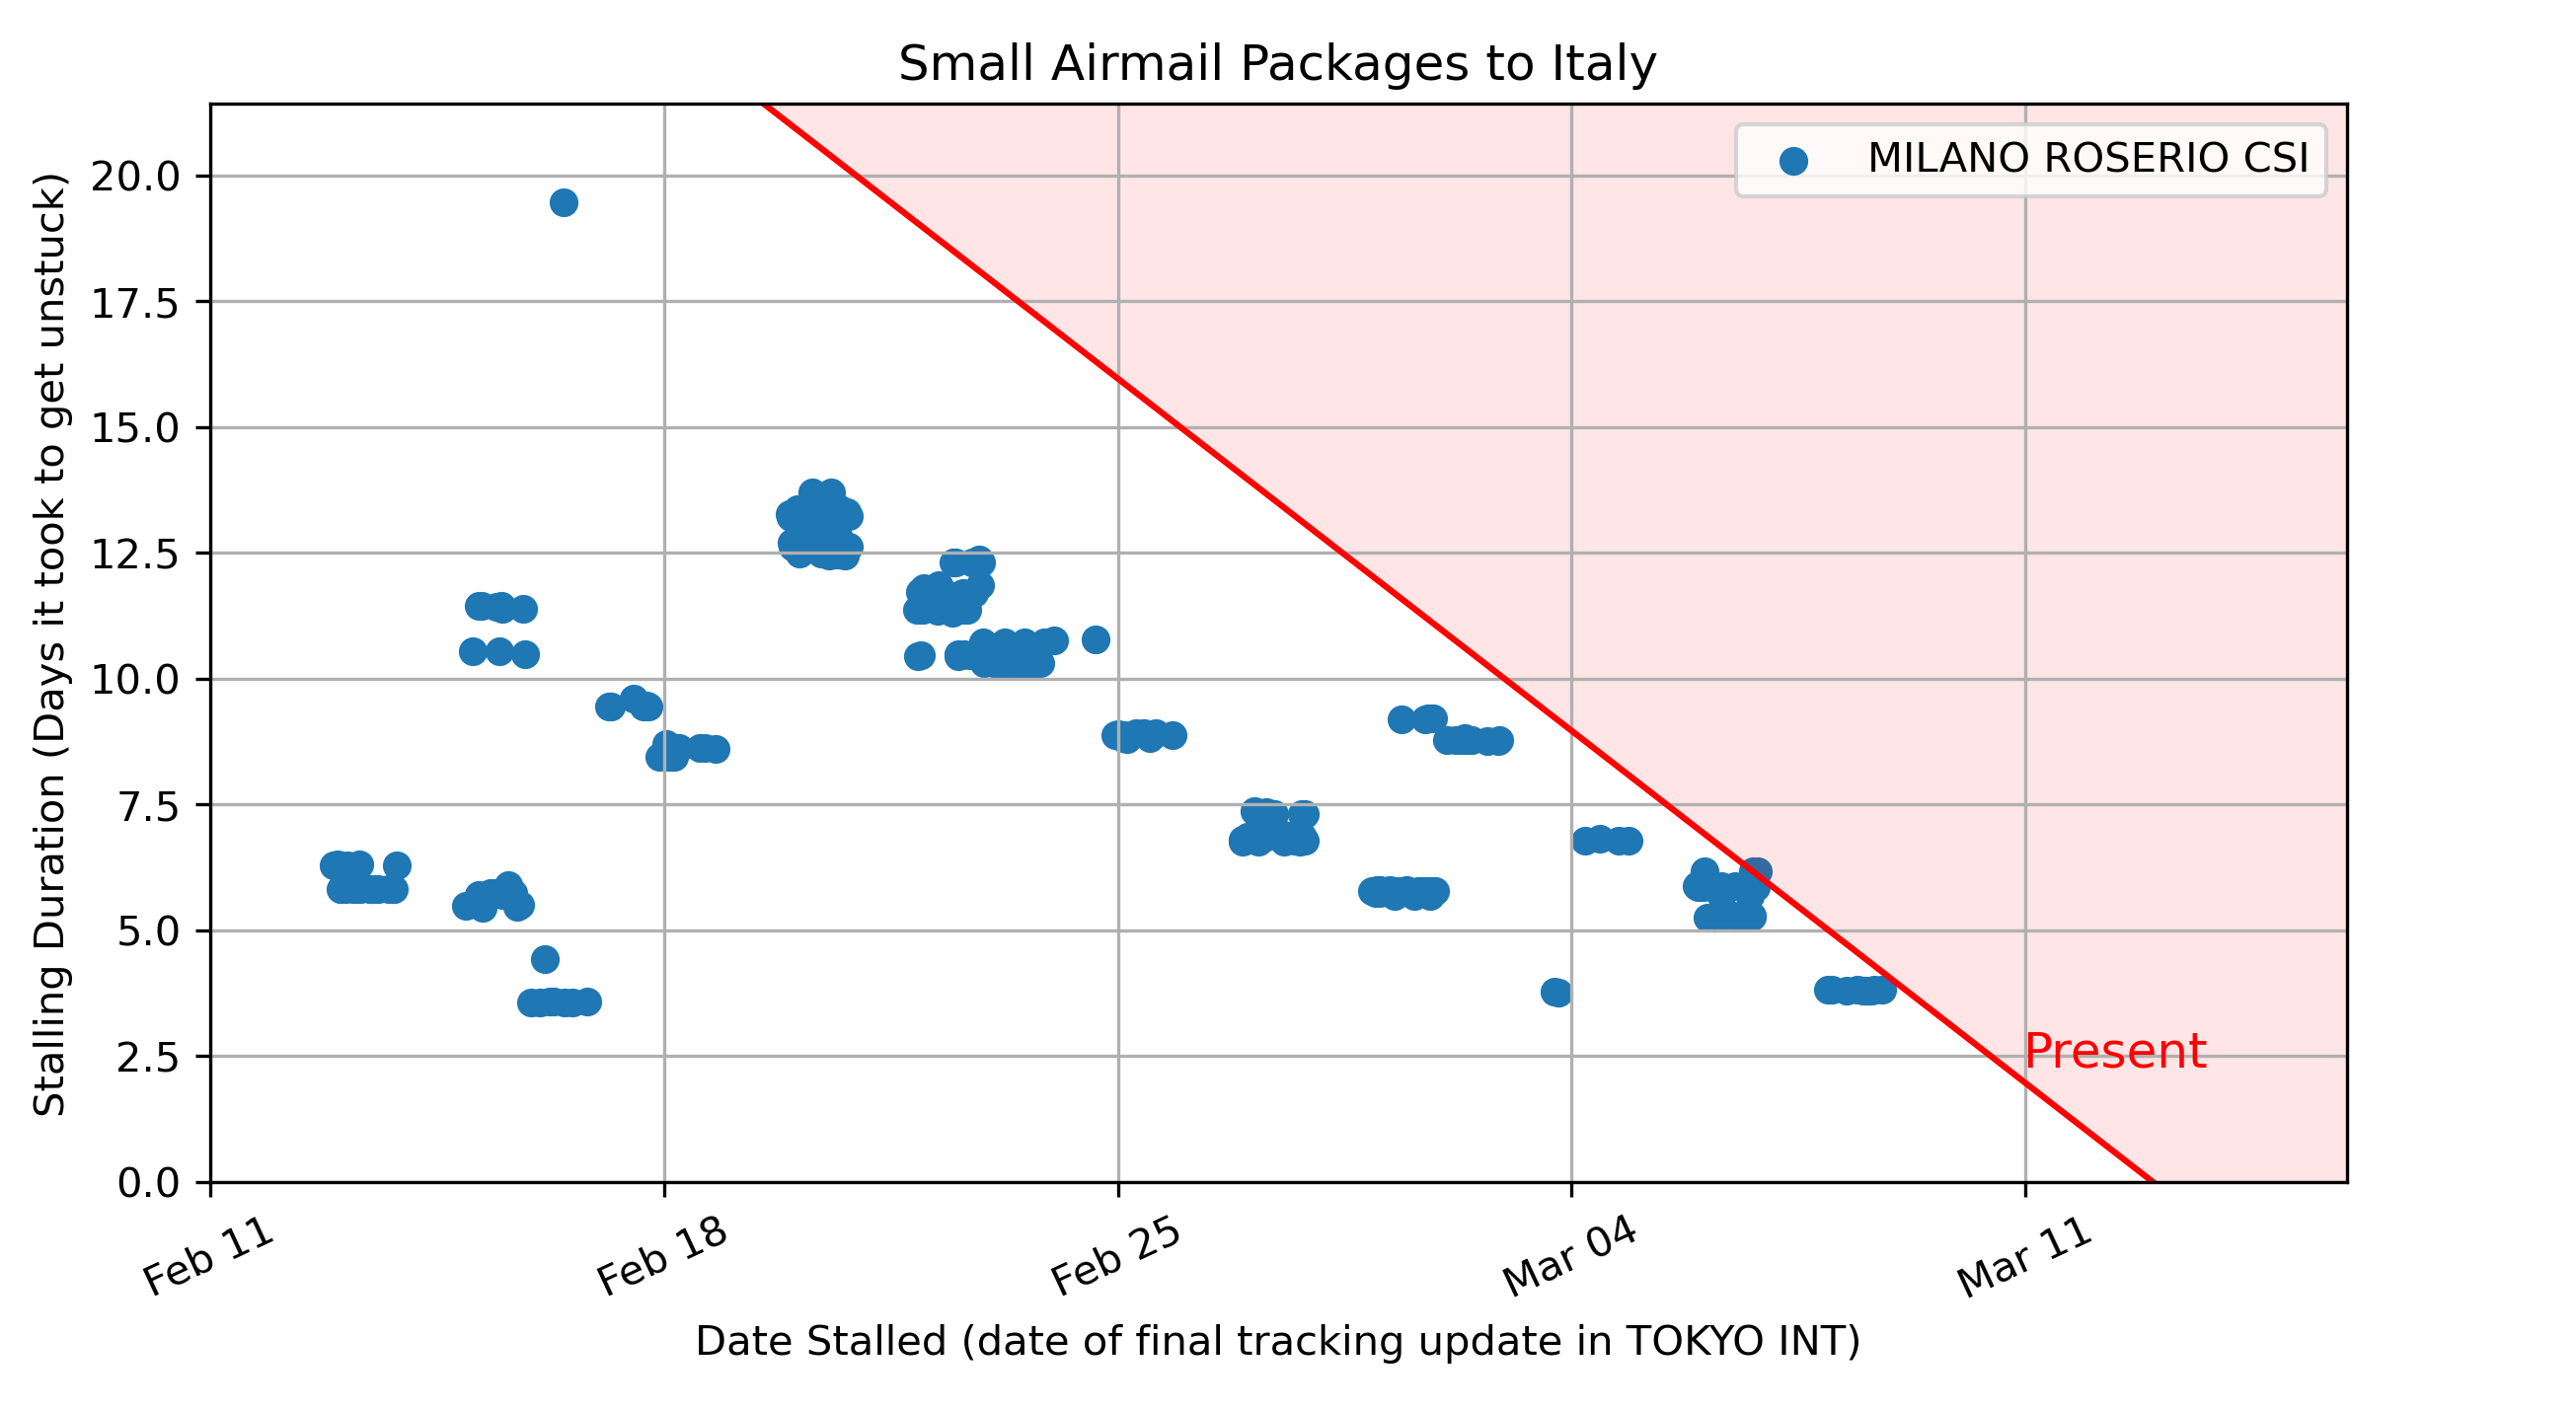 Small Airmail Packages to Italy
MILANO ROSERIO CSI
Stalling Duration (Days it took to get unstuck)
20.0
17.5
15.0
12.5
10.0
7.5
5.0
2.5
0.0
Present
Feb 11
Feb 18
Feb 25
Mar 04
Mar 11
Date Stalled (date of final tracking update in TOKYO INT)